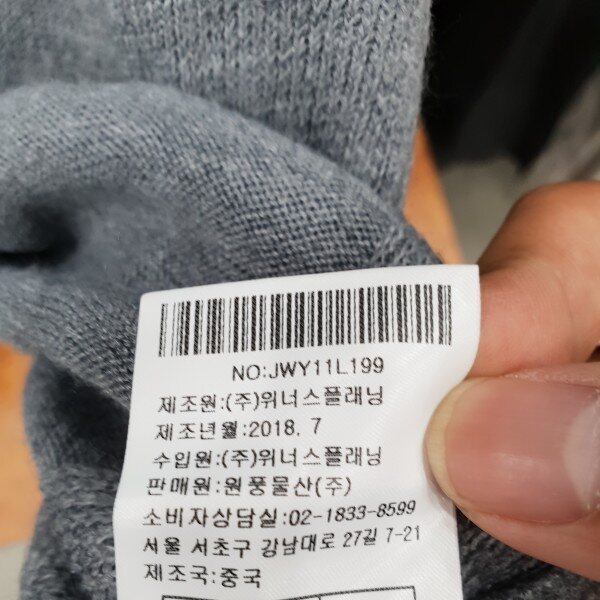 NO:JWY11L199
제조원:(주)위너스플래닝
제조년월:2018. 7
수입원:(주)위너스플래닝
판매원:원풍물산(주)
소비자상담실:02-1833-8599
서울 서초구 강남대로 27길 7-21
제조국:중국